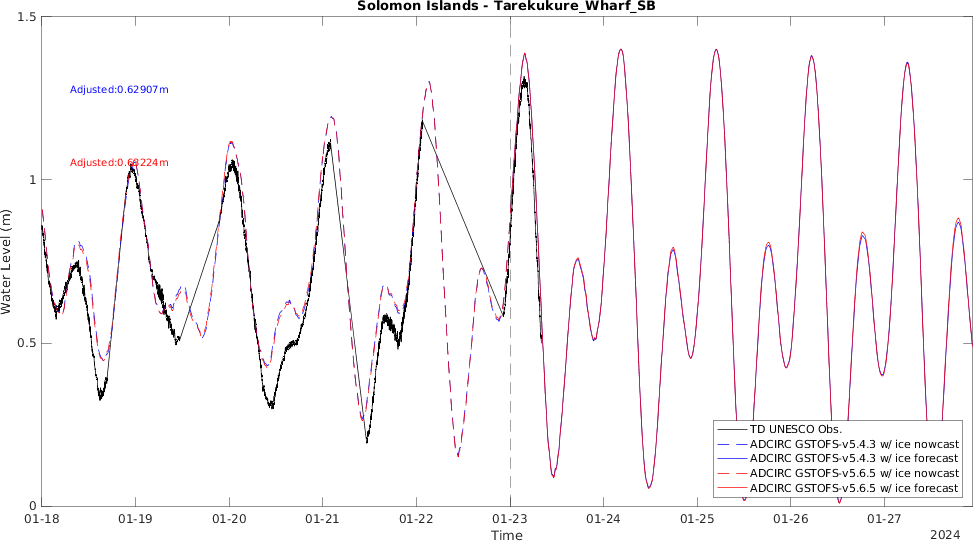 Solomon Islands - Tarekukure_Wharf_SB
1.5
Adjusted:0.62907m
Adjusted:0.63224m
1
Water Level (m)
0.5
TD UNESCO Obs.
ADCIRC GSTOFS-v5.4.3 w/ ice nowcast
ADCIRC GSTOFS-v5.4.3 w/ ice forecast
ADCIRC GSTOFS-v5.6.5 w/ ice nowcast
ADCIRC GSTOFS-v5.6.5 w/ ice forecast
0
01-18 01-19 01-20 01-21 01-22 01-23 01-24 01-25 01-26 01-27
Time
2024